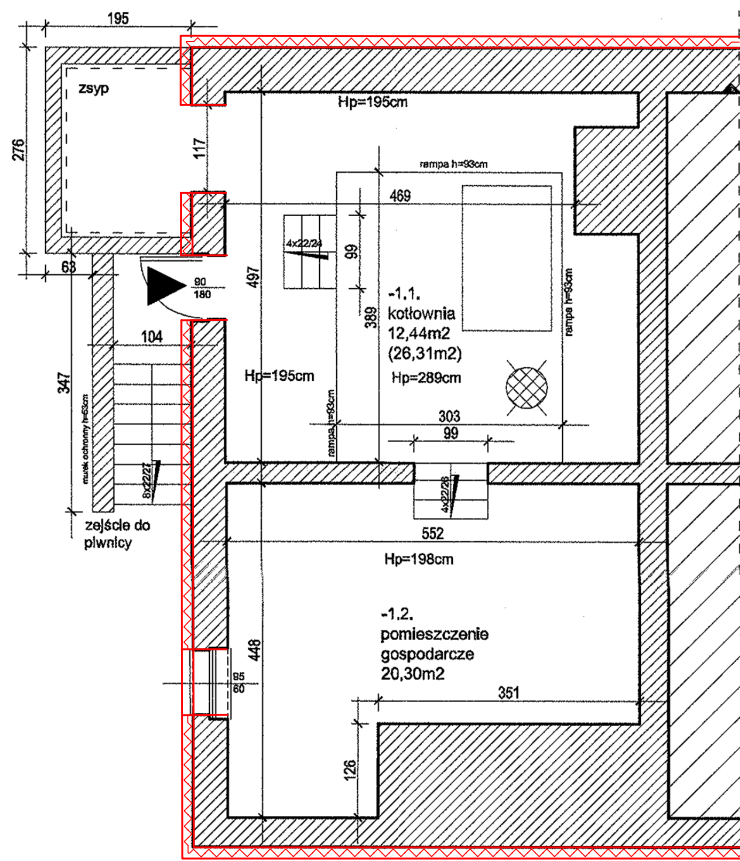 195
zsyp
Hp=195cm
276
117
rampa h=93cm
469
4x22/24
99
63
90
180
497
389
-1.1.
kotłownia
12,44m2
(26,31m2)
Hp=289cm
rampa h=93cm
104
347
Hp=195cm
303
99
rampa h=93cm
murek ochronny h=53cm
8x22/27
4x22/26
zejście do
piwnicy
552
Hp=198cm
-1.2.
pomieszczenie
gospodarcze
20,30m2
448
95
60
351
126